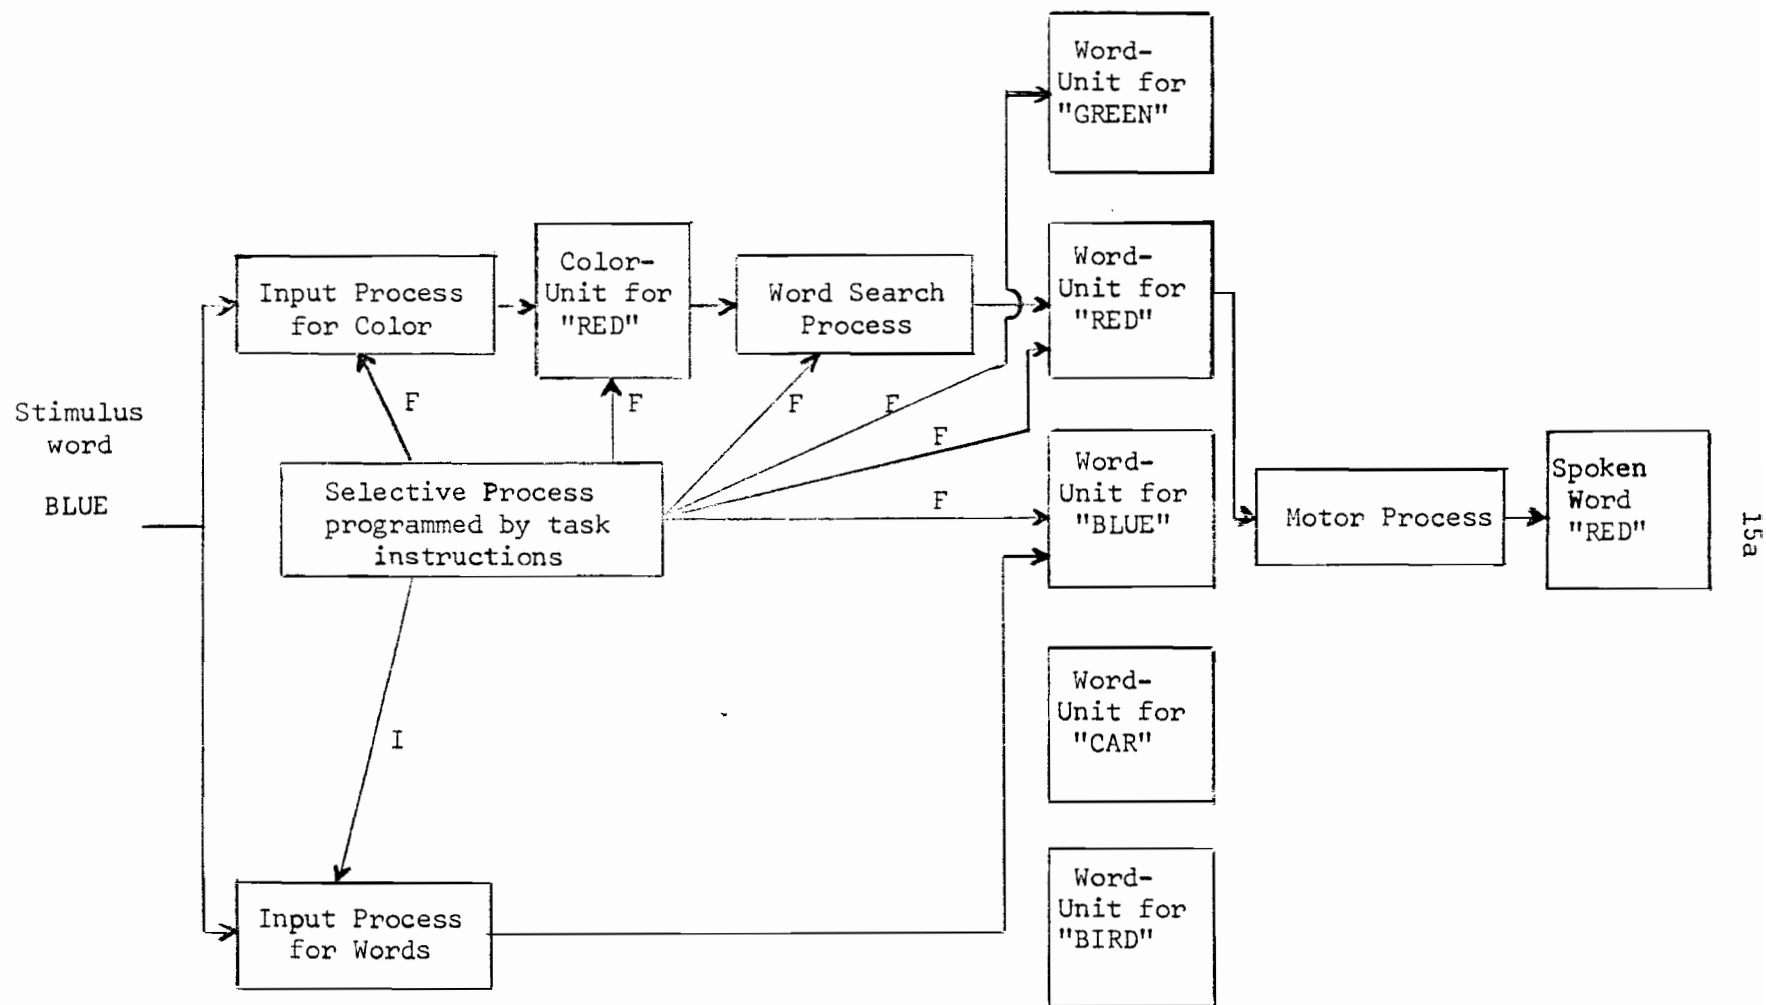 Word-
Unit for
"GREEN"
Input Process
for Color
Color-
Unit for
"RED"
Word Search
Process
Word-
Unit for
"RED"
Stimulus
word
BLUE
F
F
F
F
F
F
Selective Process
programmed by task
instructions
Word-
Unit for
"BLUE"
Motor Process
Spoken
Word
"RED"
15a
I
Word-
Unit for
"CAR"
Input Process
for Words
Word-
Unit for
"BIRD"